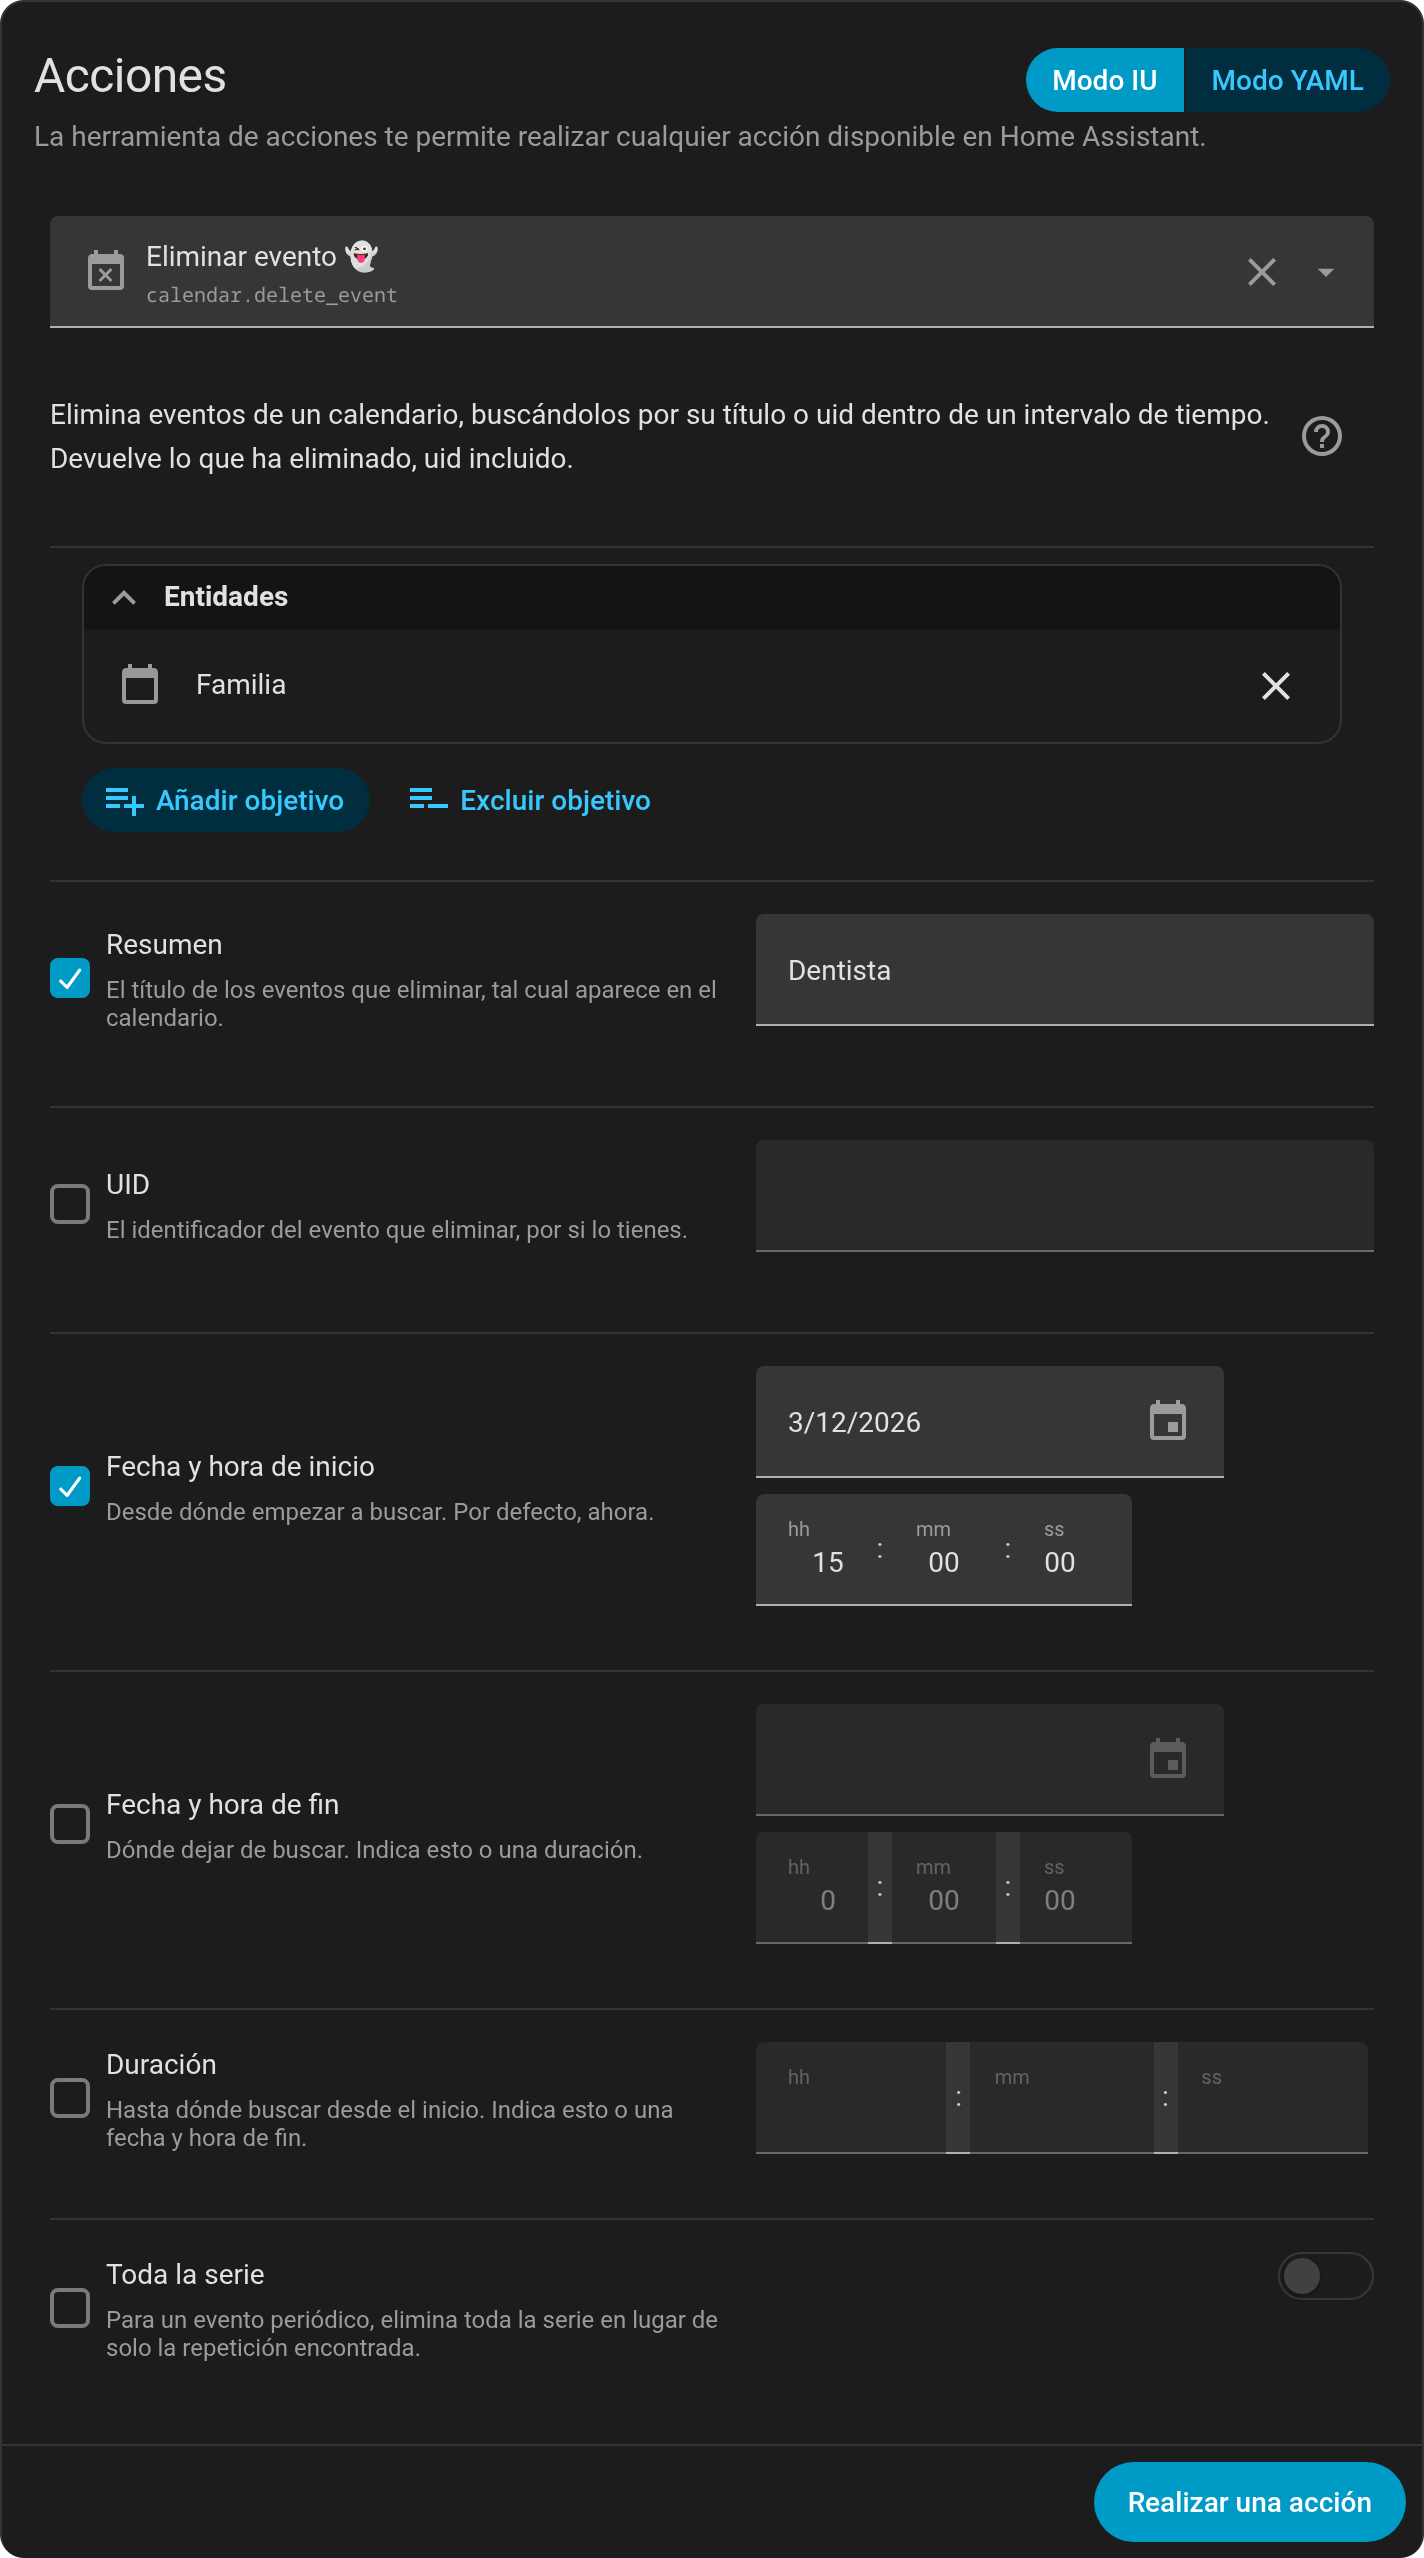 Acciones
Modo IU
Modo YAML
La herramienta de acciones te permite realizar cualquier acción disponible en Home Assistant.
Eliminar evento 👻
calendar.delete_event
Elimina eventos de un calendario, buscándolos por su título o uid dentro de un intervalo de tiempo.
Devuelve lo que ha eliminado, uid incluido.
Entidades
Familia
Añadir objetivo
Excluir objetivo
Resumen
El título de los eventos que eliminar, tal cual aparece en el
calendario.
Dentista
UID
El identificador del evento que eliminar, por si lo tienes.
Fecha y hora de inicio
Desde dónde empezar a buscar. Por defecto, ahora.
3/12/2026
hh : mm : ss
15 00 00
Fecha y hora de fin
Dónde dejar de buscar. Indica esto o una duración.
hh : mm : ss
0 00 00
Duración
Hasta dónde buscar desde el inicio. Indica esto o una
fecha y hora de fin.
hh : mm : ss
Toda la serie
Para un evento periódico, elimina toda la serie en lugar de
solo la repetición encontrada.
Realizar una acción